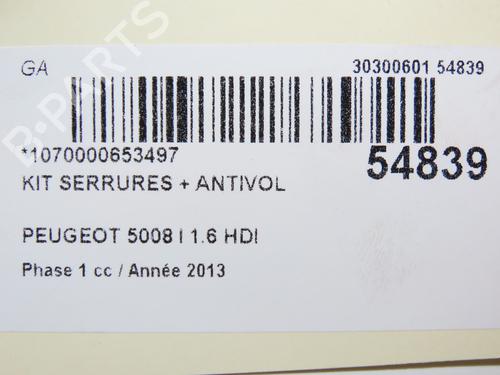 GA
30300601 54839
*1070000653497
54839
KIT SERRURES + ANTIVOL
PEUGEOT 5008 I 1.6 HDI
Phase 1 cc / Année 2013
B-PARTS